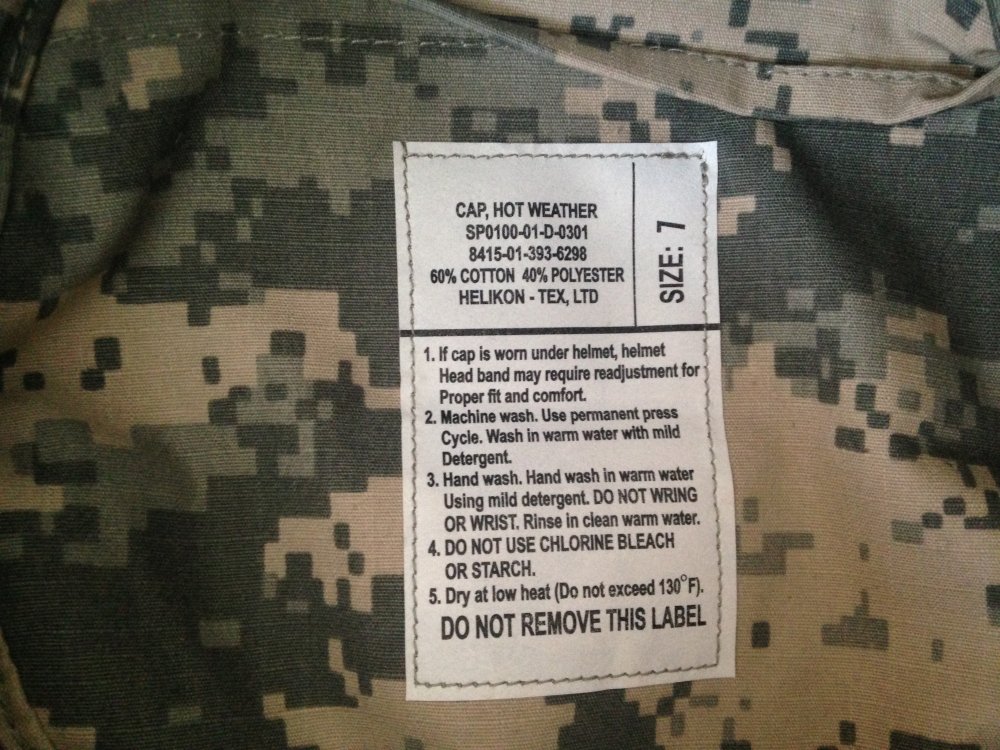 CAP, HOT WEATHER
SP0100-01-D-0301
8415-01-393-6298
60% COTTON 40% POLYESTER
HELIKON - TEX, LTD
SIZE: 7
1. If cap is worn under helmet, helmet
Head band may require readjustment for
Proper fit and comfort.
2. Machine wash. Use permanent press
Cycle. Wash in warm water with mild
Detergent.
3. Hand wash. Hand wash in warm water
Using mild detergent. DO NOT WRING
OR WRIST. Rinse in clean warm water.
4. DO NOT USE CHLORINE BLEACH
OR STARCH.
5. Dry at low heat (Do not exceed 130°F).
DO NOT REMOVE THIS LABEL